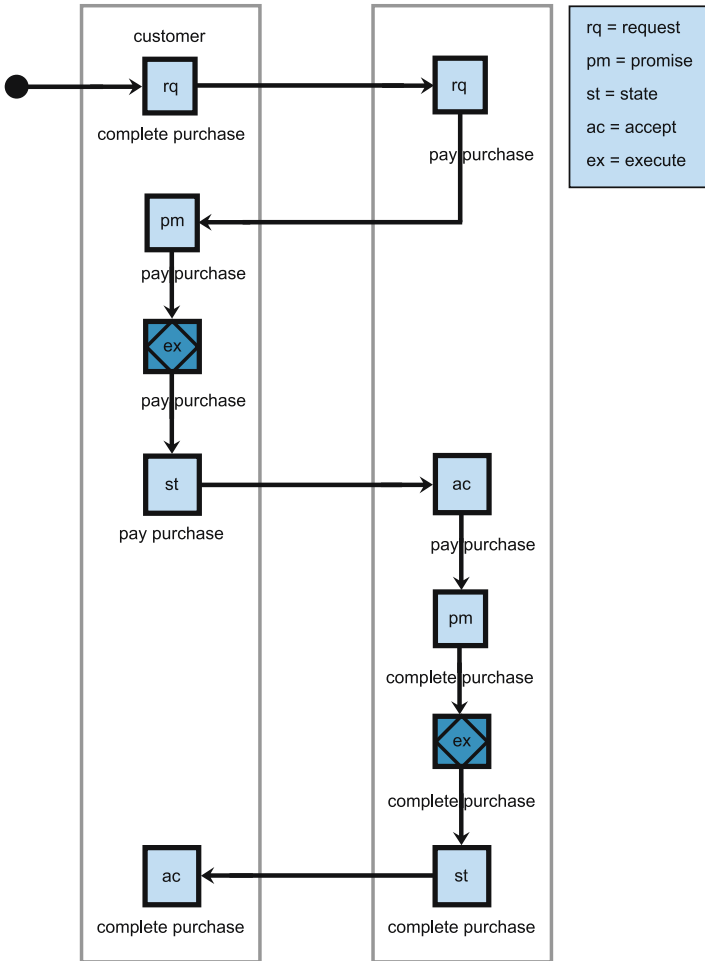 customer
rq
complete purchase
rq
pay purchase
pm
pay purchase
ex
pay purchase
st
pay purchase
ac
pay purchase
pm
complete purchase
ex
complete purchase
st
complete purchase
ac
complete purchase
rq = request
pm = promise
st = state
ac = accept
ex = execute